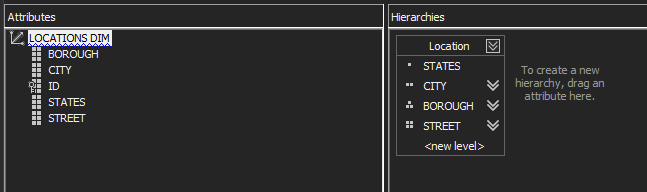 Attributes
LOCATIONS DIM
BOROUGH
CITY
ID
STATES
STREET
Hierarchies
Location
STATES
CITY
BOROUGH
STREET
<new level>
To create a new
hierarchy, drag an
attribute here.